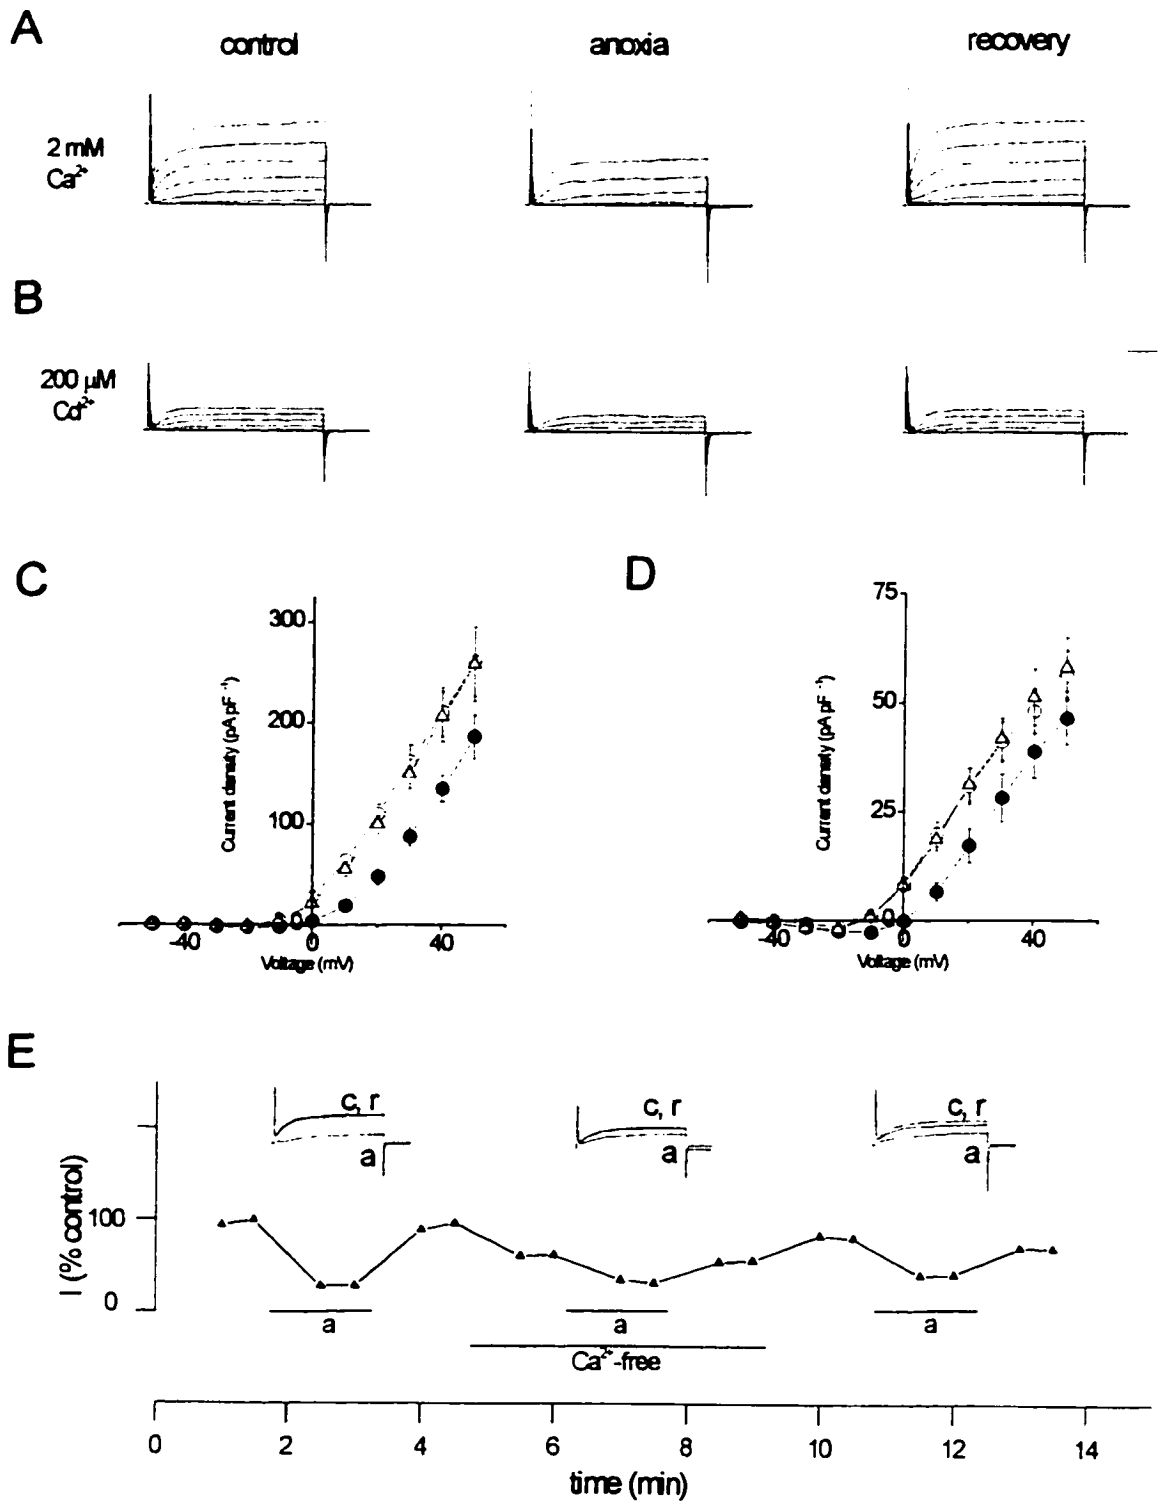 A
control anoxia recovery
2 mM
Ca²⁺
B
200 µM
Cd²⁺
C
D
300
200
100
0
-40 0 40
Voltage (mV)
Current density (pA pF⁻¹)
75
50
25
0
-40 0 40
Voltage (mV)
Current density (pA pF⁻¹)
E
c, r
a
c, r
a
c, r
a
I (% control)
100
0
a a a
Ca²⁺-free
0 2 4 6 8 10 12 14
time (min)